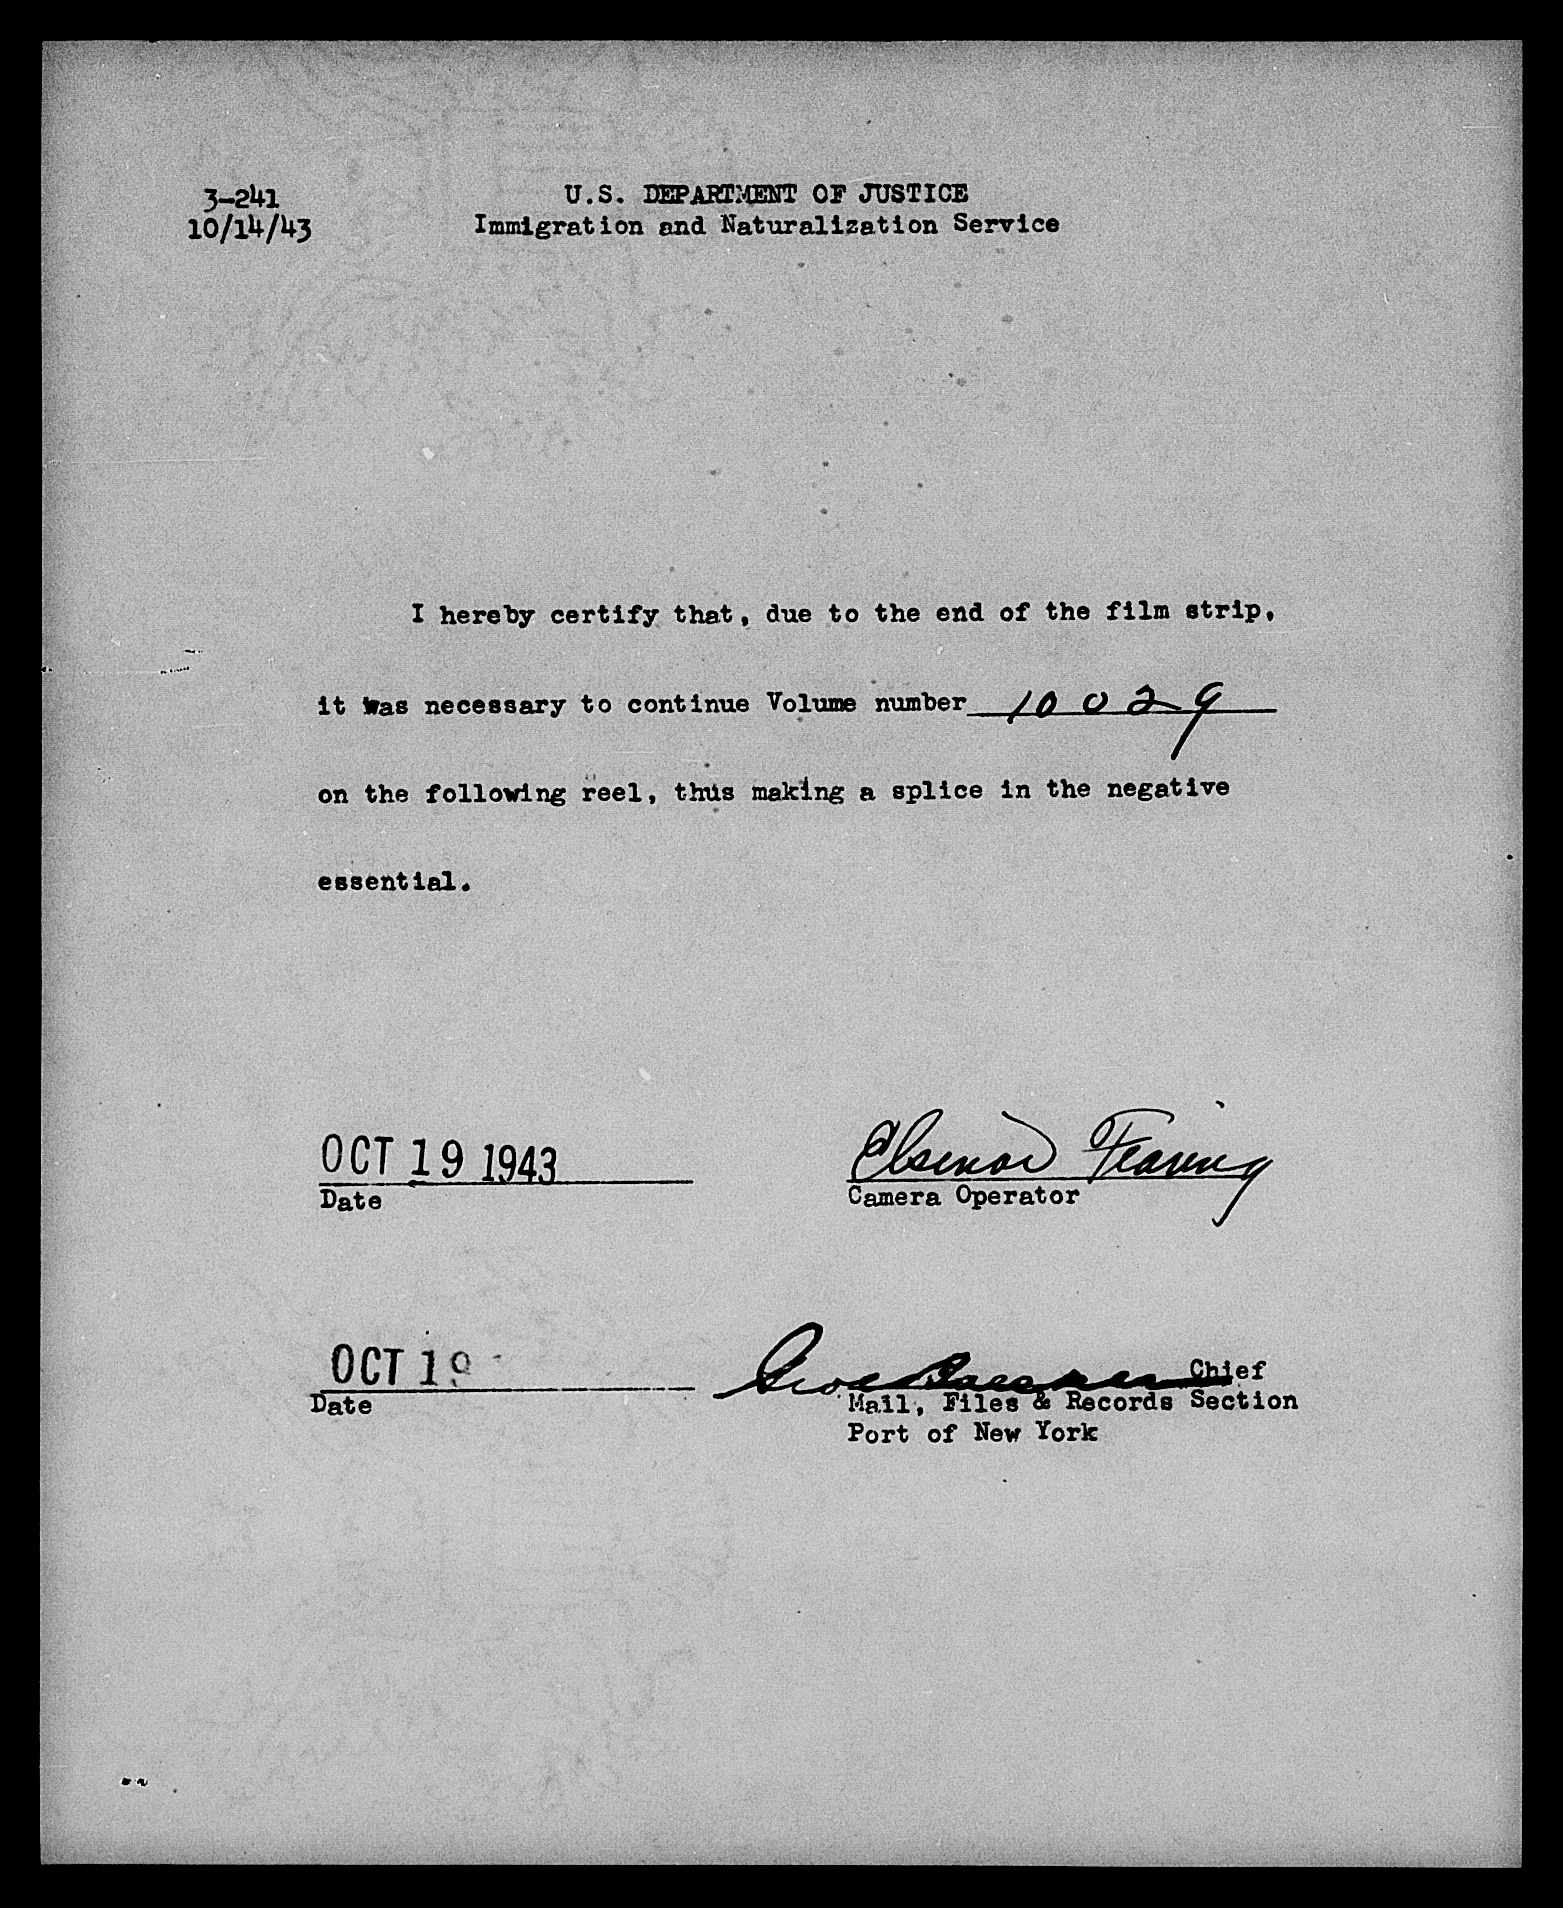 3-241
10/14/43
U.S. DEPARTMENT OF JUSTICE
Immigration and Naturalization Service
I hereby certify that, due to the end of the film strip,
it was necessary to continue Volume number 10029
on the following reel, thus making a splice in the negative
essential.
OCT 19 1943
Date
Elsenor Fearing
Camera Operator
OCT 19
Date
Chief
Mail, Files & Records Section
Port of New York